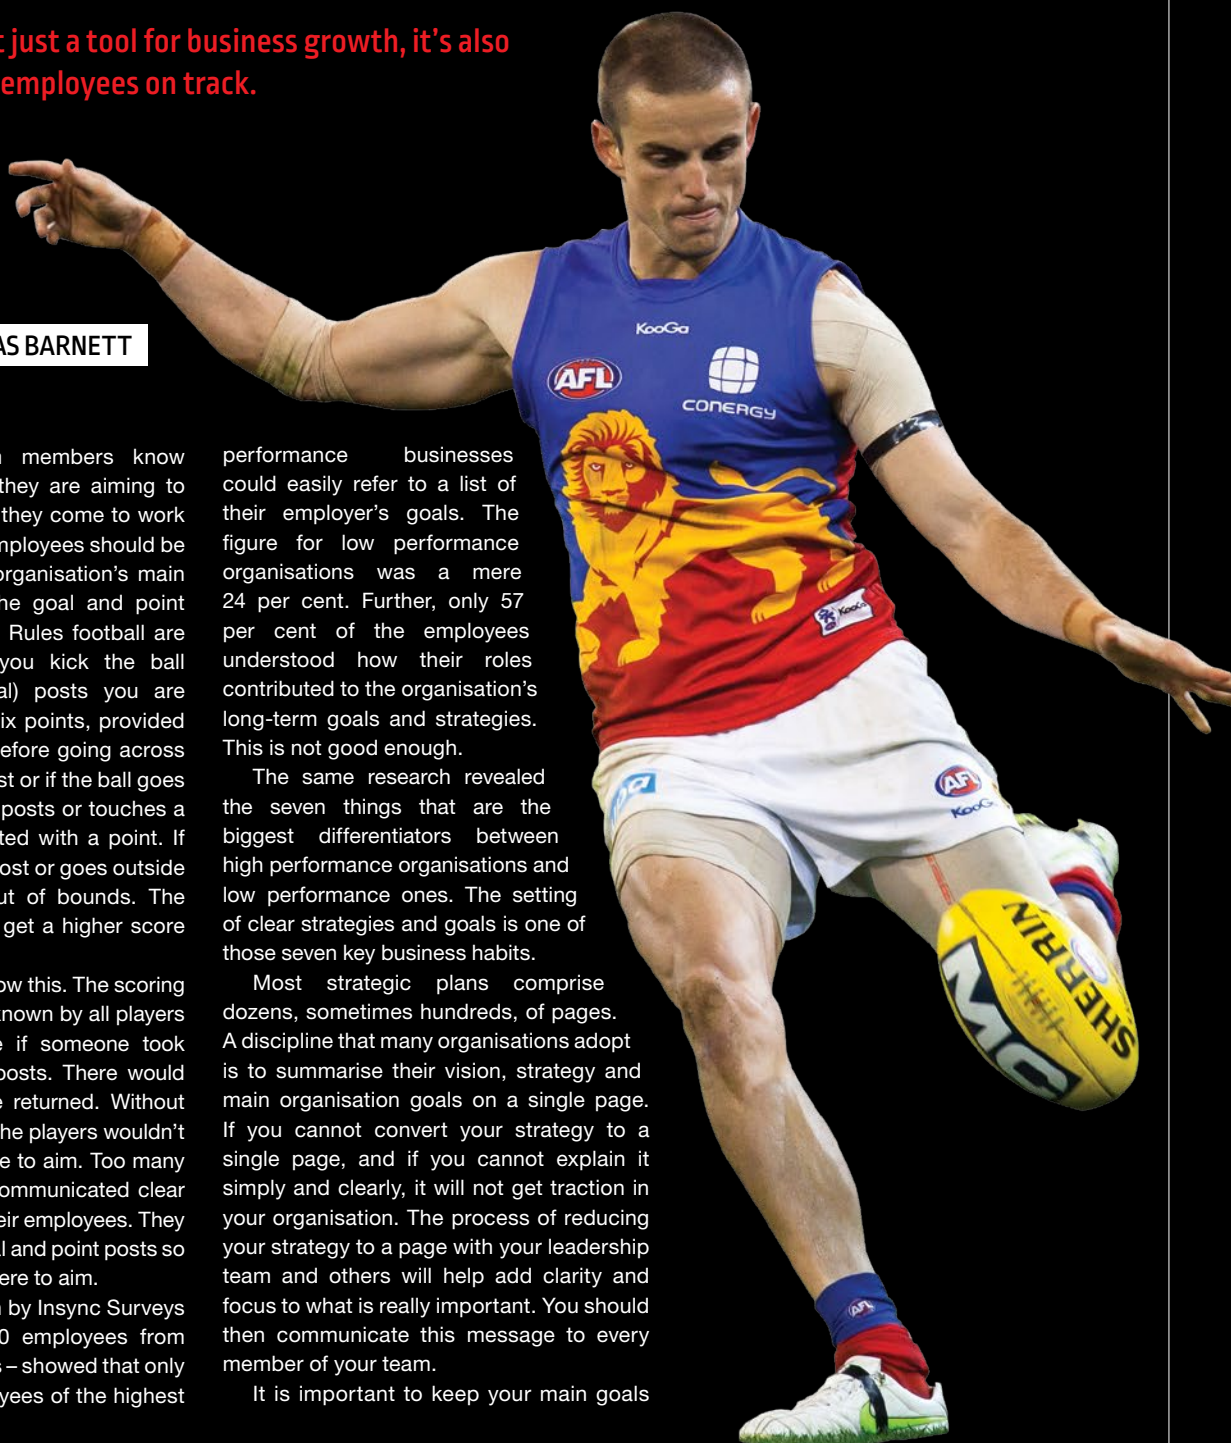 t just a tool for business growth, it's also
employees on track.
AS BARNETT
members know
they are aiming to
they come to work
mployees should be
organisation's main
he goal and point
Rules football are
you kick the ball
al) posts you are
ix points, provided
efore going across
st or if the ball goes
posts or touches a
ted with a point. If
ost or goes outside
ut of bounds. The
get a higher score
ow this. The scoring
known by all players
e if someone took
posts. There would
e returned. Without
he players wouldn't
e to aim. Too many
ommunicated clear
eir employees. They
al and point posts so
ere to aim.
n by Insync Surveys
0 employees from
s – showed that only
yees of the highest
performance businesses
could easily refer to a list of
their employer's goals. The
figure for low performance
organisations was a mere
24 per cent. Further, only 57
per cent of the employees
understood how their roles
contributed to the organisation's
long-term goals and strategies.
This is not good enough.
The same research revealed
the seven things that are the
biggest differentiators between
high performance organisations and
low performance ones. The setting
of clear strategies and goals is one of
those seven key business habits.
Most strategic plans comprise
dozens, sometimes hundreds, of pages.
A discipline that many organisations adopt
is to summarise their vision, strategy and
main organisation goals on a single page.
If you cannot convert your strategy to a
single page, and if you cannot explain it
simply and clearly, it will not get traction in
your organisation. The process of reducing
your strategy to a page with your leadership
team and others will help add clarity and
focus to what is really important. You should
then communicate this message to every
member of your team.
It is important to keep your main goals
KooGa
AFL
CONERGY
KooGa
AFL
KooGa
SHERRIN
MC
AFL